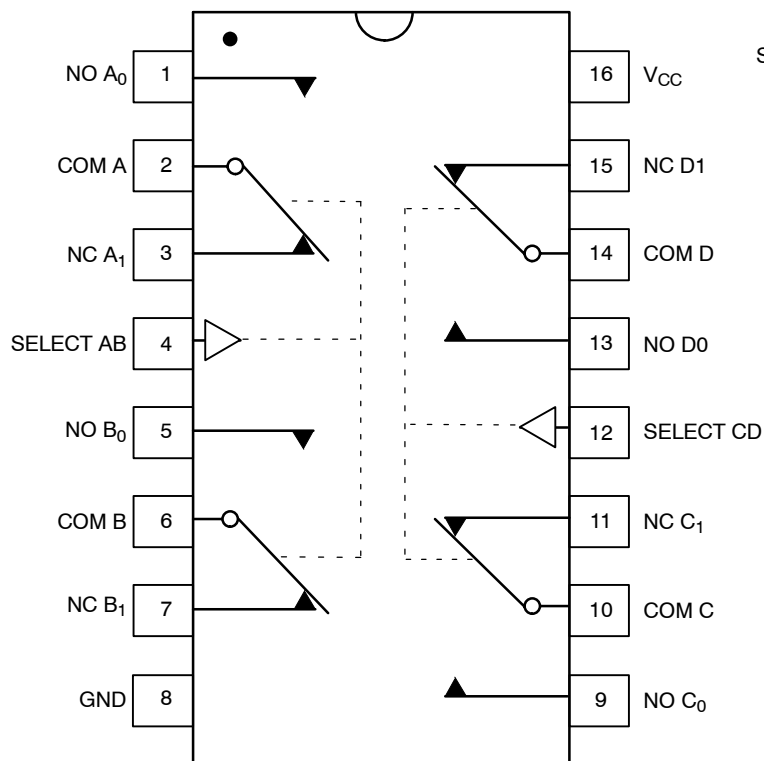 NO A₀ 1
COM A 2
NC A₁ 3
SELECT AB 4
NO B₀ 5
COM B 6
NC B₁ 7
GND 8
16 V_CC
15 NC D1
14 COM D
13 NO D0
12 SELECT CD
11 NC C₁
10 COM C
9 NO C₀
S